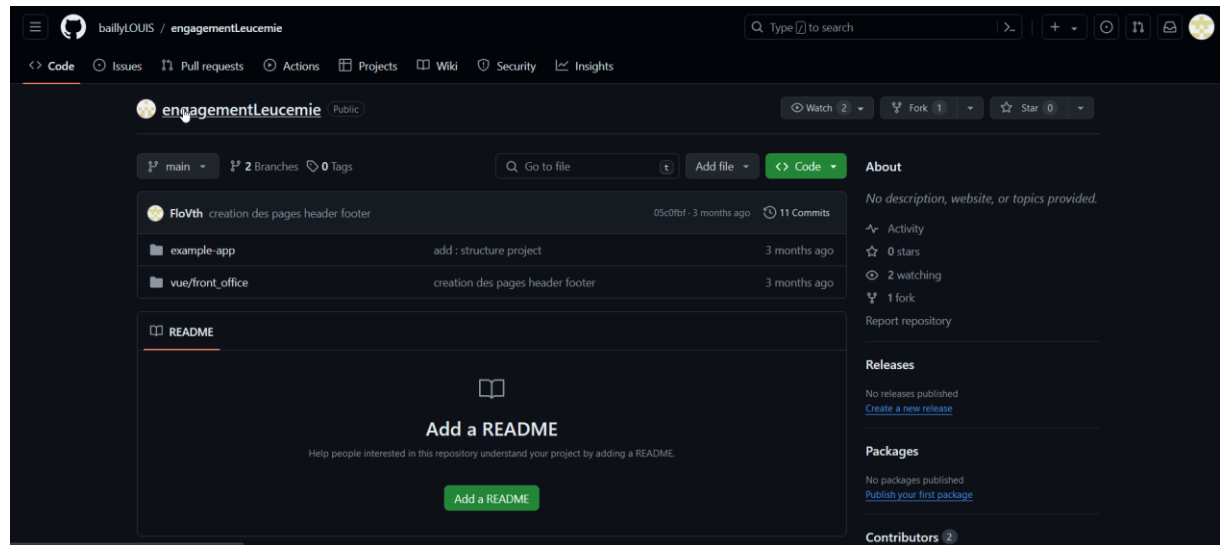 baillyLOUIS / engagementLeucemie Type / to search
Code Issues Pull requests Actions Projects Wiki Security Insights
engagementLeucemie Public Watch 2 Fork 1 Star 0
main 2 Branches 0 Tags Go to file t Add file Code
FloVth creation des pages header footer 05c0fbf · 3 months ago 11 Commits
example-app add : structure project 3 months ago
vue/front_office creation des pages header footer 3 months ago
README
Add a README
Help people interested in this repository understand your project by adding a README.
Add a README
About
No description, website, or topics provided.
Activity
0 stars
2 watching
1 fork
Report repository
Releases
No releases published
Create a new release
Packages
No packages published
Publish your first package
Contributors 2